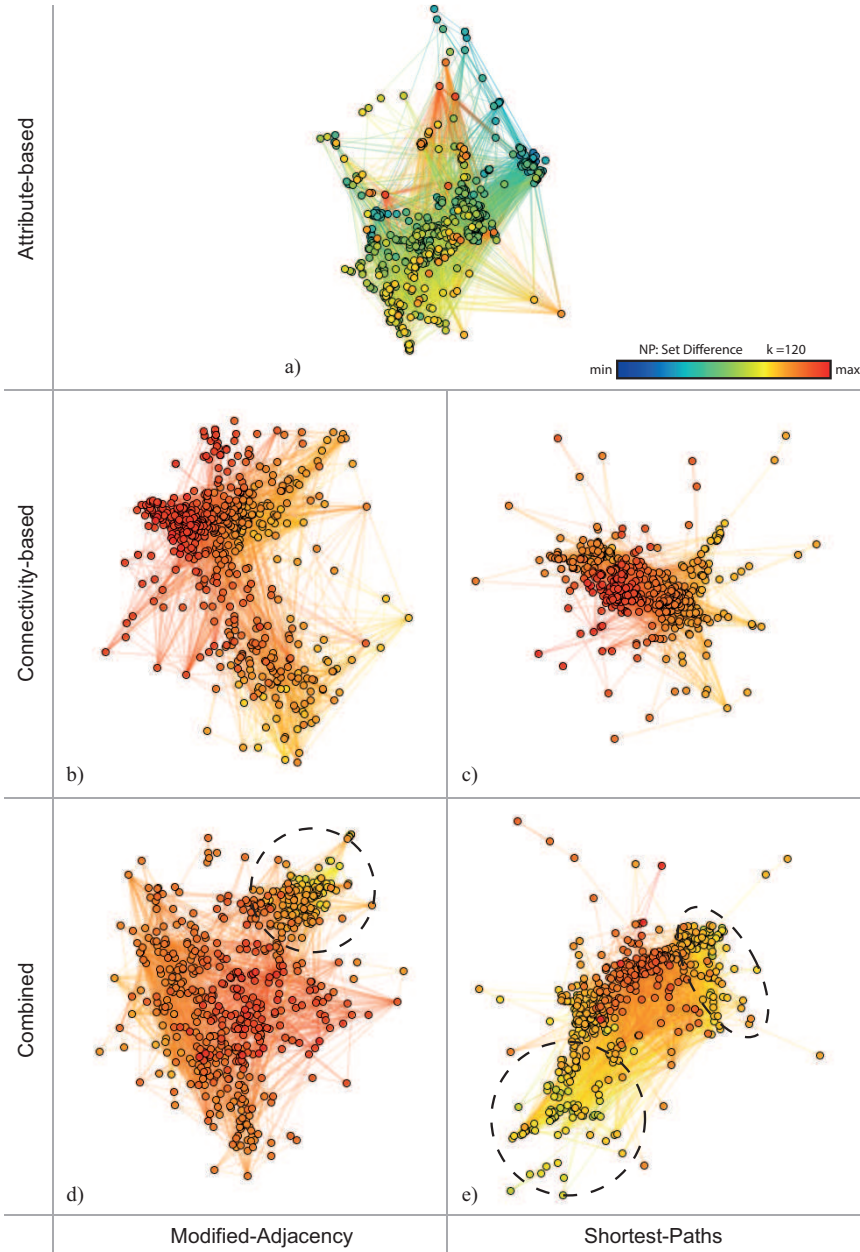 Attribute-based
a)
NP: Set Difference k =120
min max
Connectivity-based
b)
c)
Combined
d)
e)
Modified-Adjacency
Shortest-Paths